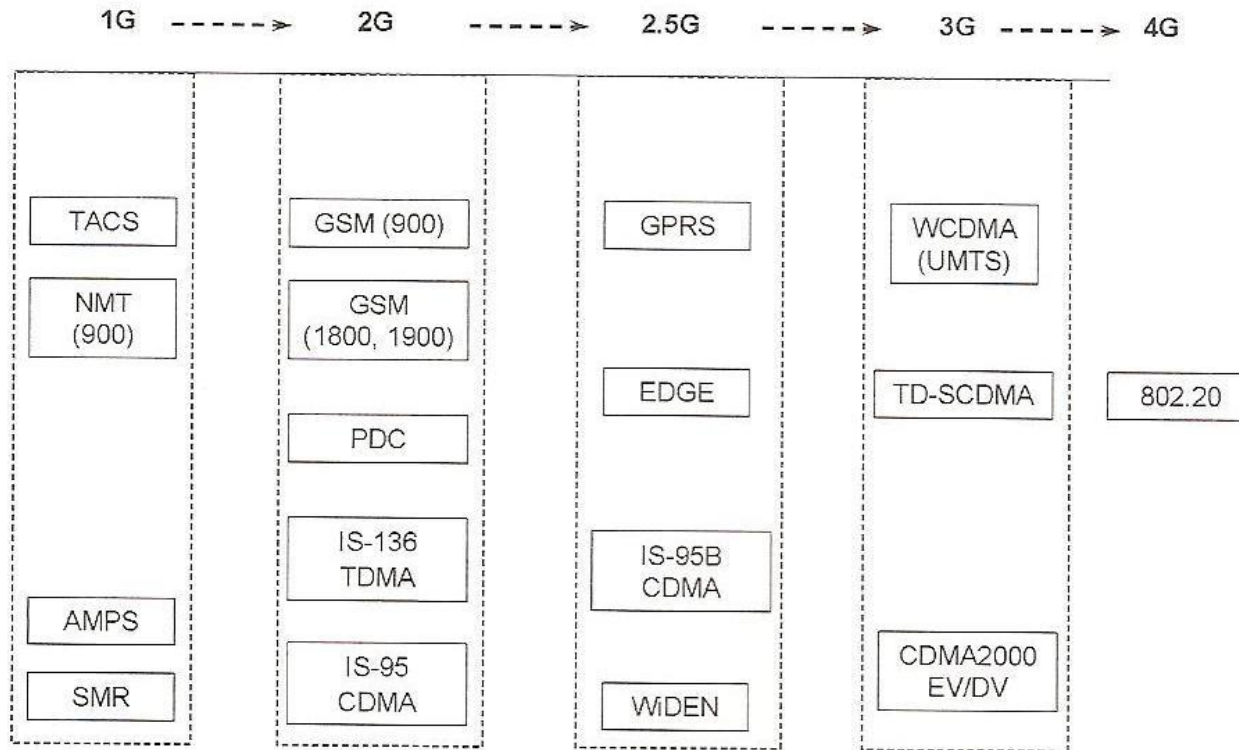 1G 2G 2.5G 3G 4G
TACS
NMT
(900)
AMPS
SMR
GSM (900)
GSM
(1800, 1900)
PDC
IS-136
TDMA
IS-95
CDMA
GPRS
EDGE
IS-95B
CDMA
WiDEN
WCDMA
(UMTS)
TD-SCDMA
CDMA2000
EV/DV
802.20